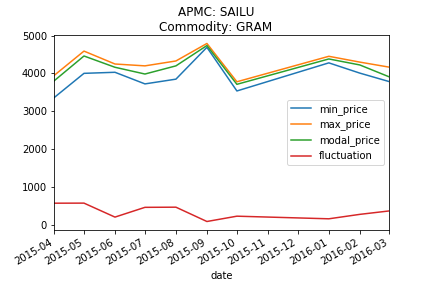 APMC: SAILU
Commodity: GRAM
5000
4000
3000
2000
1000
0
min_price
max_price
modal_price
fluctuation
2015-04
2015-05
2015-06
2015-07
2015-08
2015-09
2015-10
2015-11
2015-12
2016-01
2016-02
2016-03
date